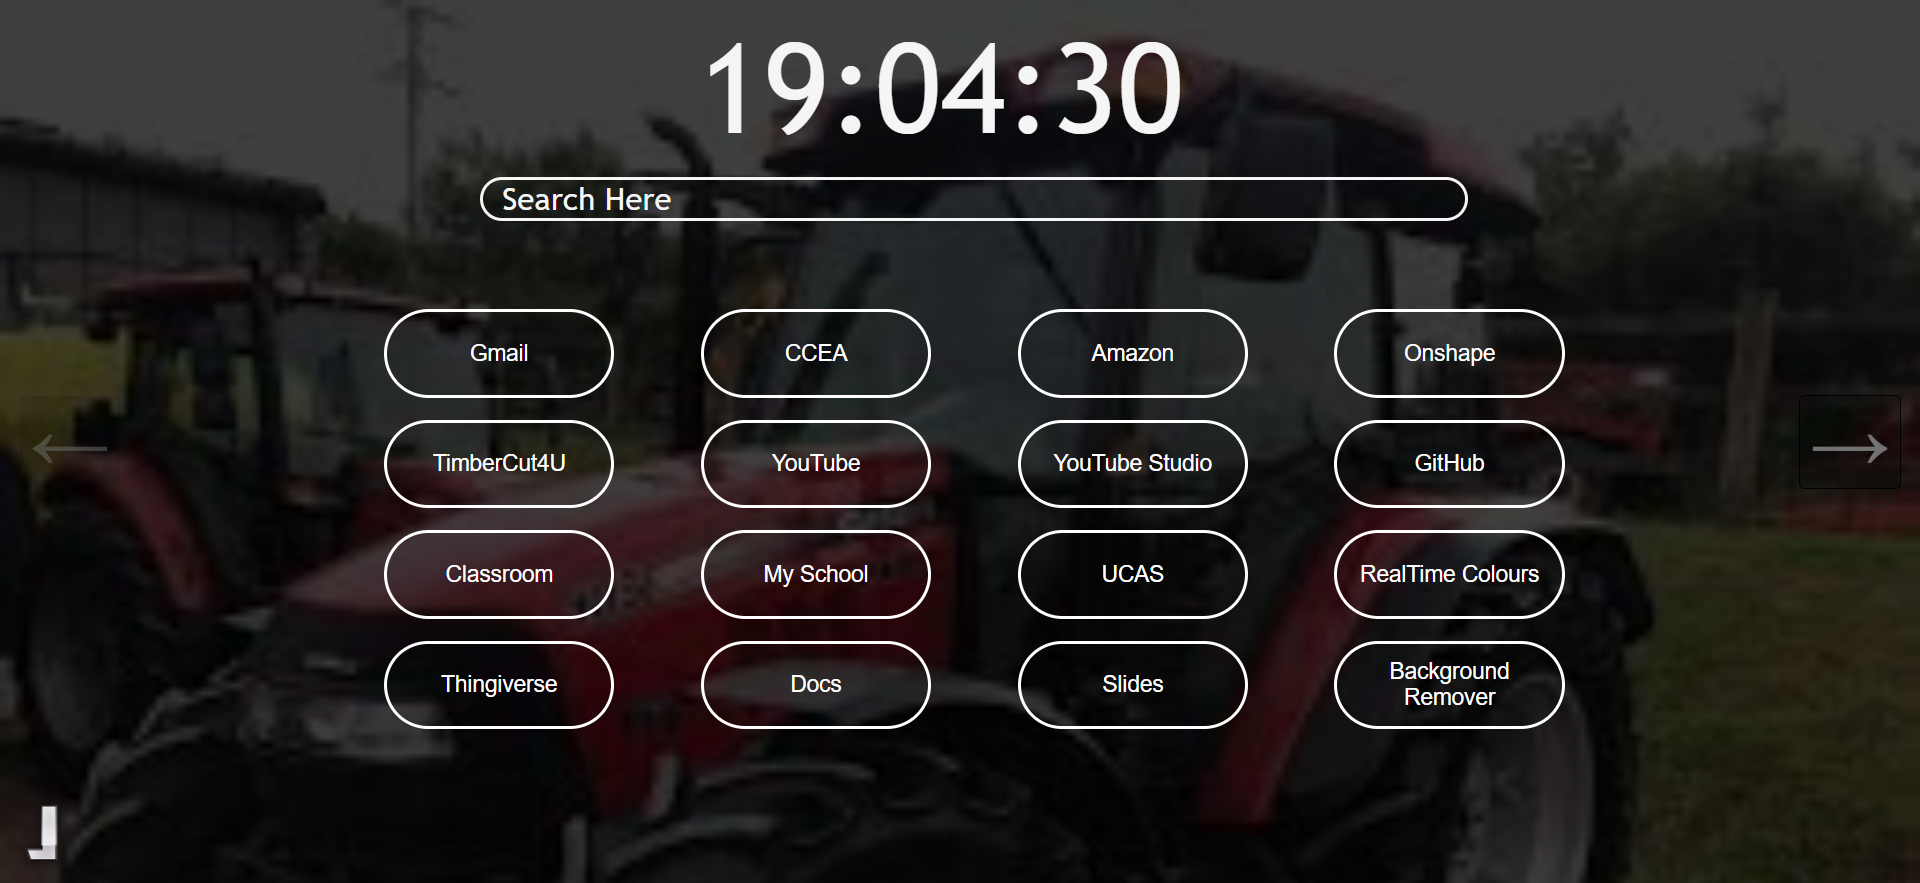 19:04:30
Search Here
Gmail
CCEA
Amazon
Onshape
TimberCut4U
YouTube
YouTube Studio
GitHub
Classroom
My School
UCAS
RealTime Colours
Thingiverse
Docs
Slides
Background
Remover